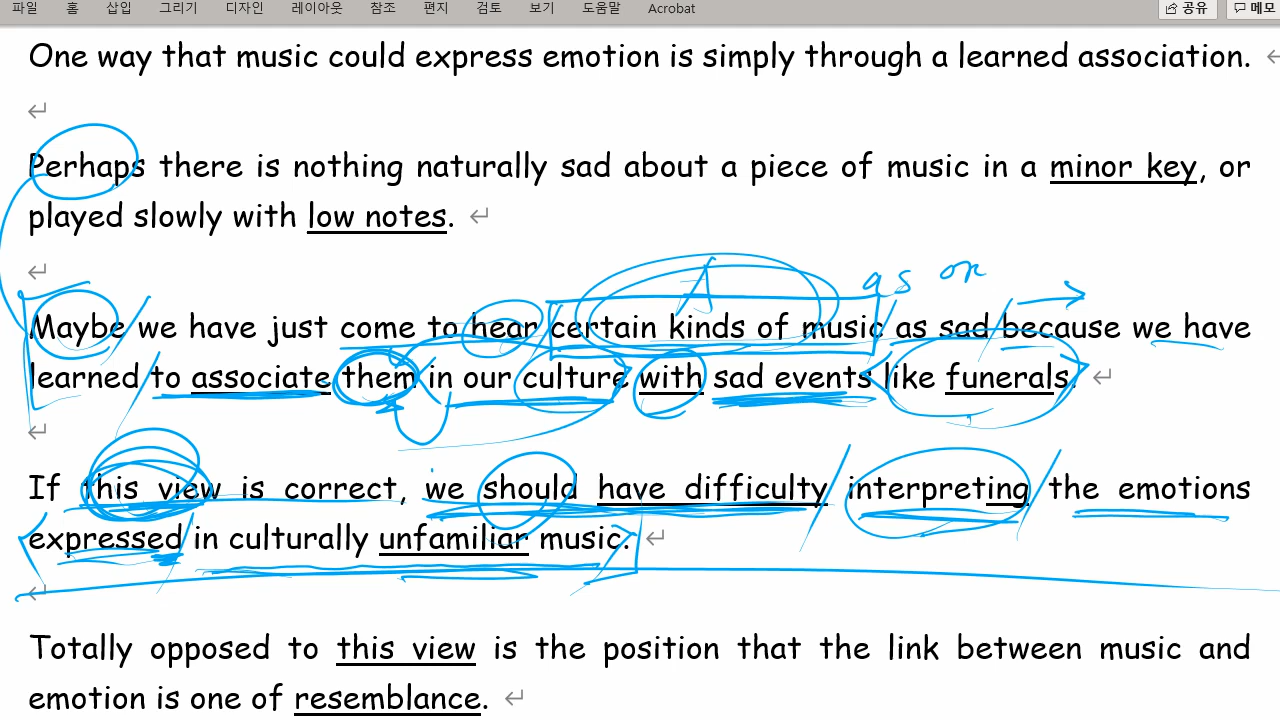 파일 홈 삽입 그리기 디자인 레이아웃 참조 편지 검토 보기 도움말 Acrobat 공유 메모
One way that music could express emotion is simply through a learned association.
Perhaps there is nothing naturally sad about a piece of music in a minor key, or
played slowly with low notes.
A as on
Maybe we have just come to hear certain kinds of music as sad because we have
learned to associate them in our culture with sad events like funerals.
If this view is correct, we should have difficulty interpreting the emotions
expressed in culturally unfamiliar music.
Totally opposed to this view is the position that the link between music and
emotion is one of resemblance.